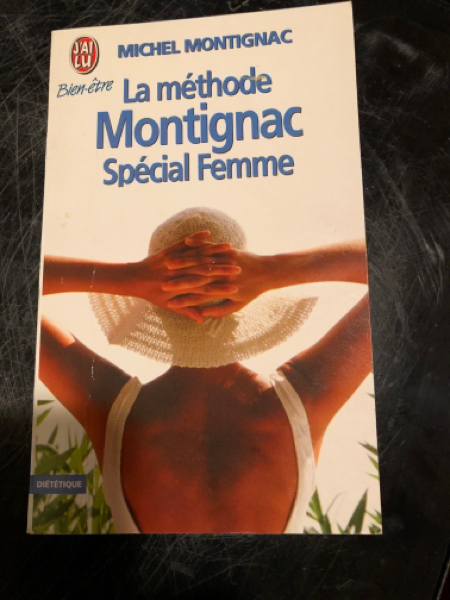 J'AI
LU
MICHEL MONTIGNAC
Bien-être
La méthode
Montignac
Spécial Femme
DIÉTÉTIQUE